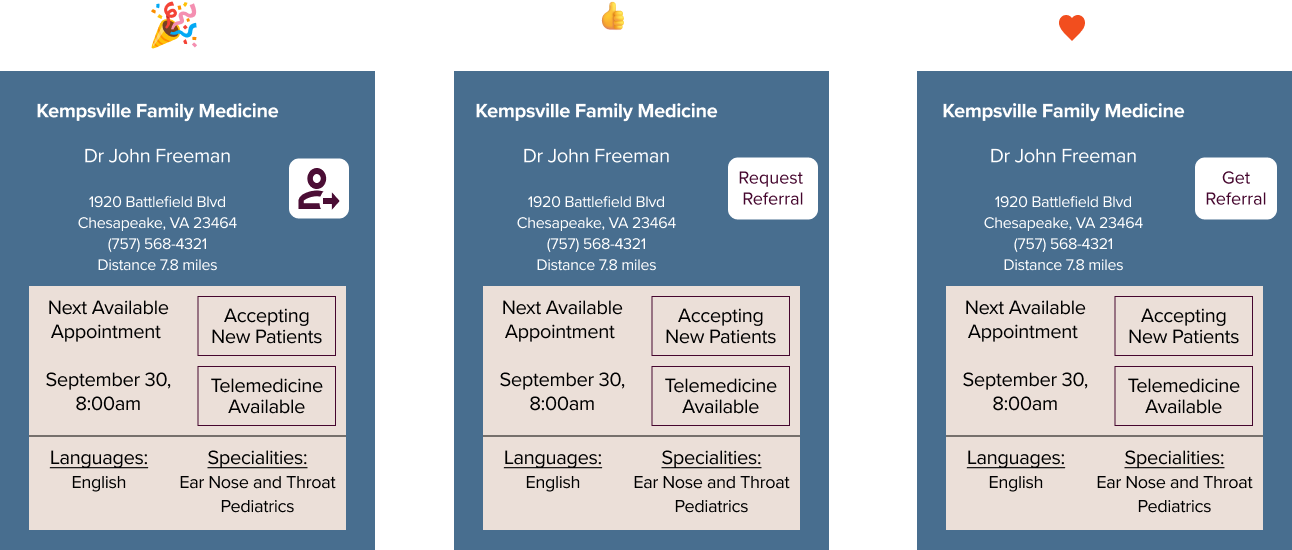 Kempsville Family Medicine
Dr John Freeman
1920 Battlefield Blvd
Chesapeake, VA 23464
(757) 568-4321
Distance 7.8 miles
Next Available
Appointment
September 30,
8:00am
Accepting
New Patients
Telemedicine
Available
Languages:
English
Specialities:
Ear Nose and Throat
Pediatrics
Kempsville Family Medicine
Dr John Freeman
Request
Referral
1920 Battlefield Blvd
Chesapeake, VA 23464
(757) 568-4321
Distance 7.8 miles
Next Available
Appointment
September 30,
8:00am
Accepting
New Patients
Telemedicine
Available
Languages:
English
Specialities:
Ear Nose and Throat
Pediatrics
Kempsville Family Medicine
Dr John Freeman
Get
Referral
1920 Battlefield Blvd
Chesapeake, VA 23464
(757) 568-4321
Distance 7.8 miles
Next Available
Appointment
September 30,
8:00am
Accepting
New Patients
Telemedicine
Available
Languages:
English
Specialities:
Ear Nose and Throat
Pediatrics